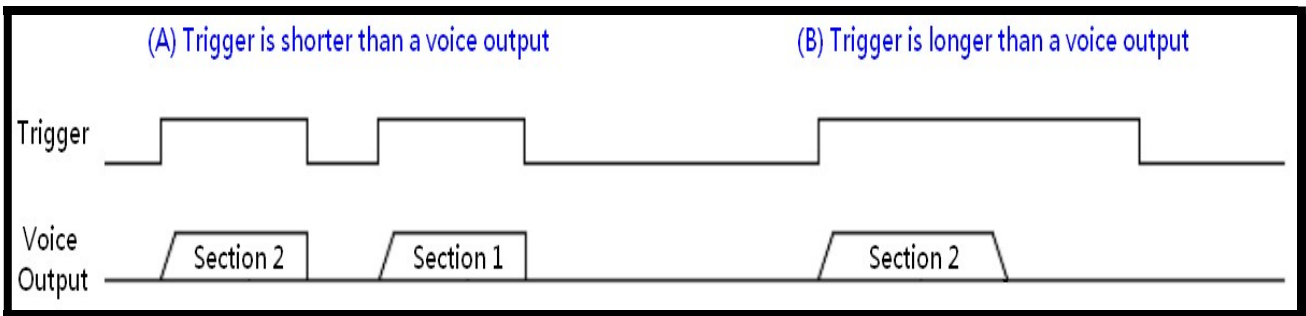 (A) Trigger is shorter than a voice output
(B) Trigger is longer than a voice output
Trigger
Voice
Output
Section 2
Section 1
Section 2